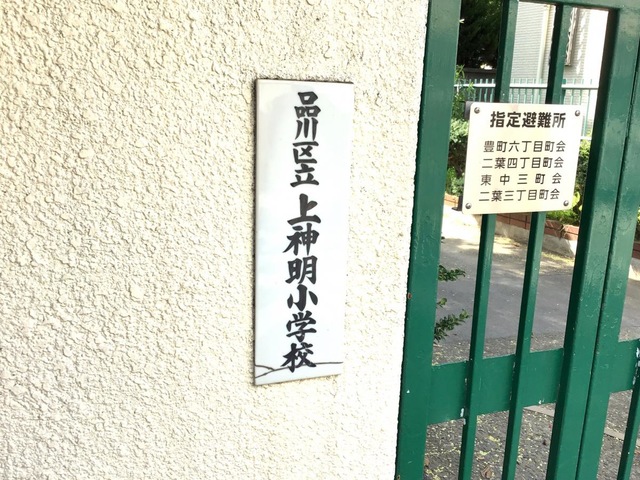 品川区立上神明小学校
指定避難所
豊町六丁目町会
二葉四丁目町会
東中三町会
二葉三丁目町会